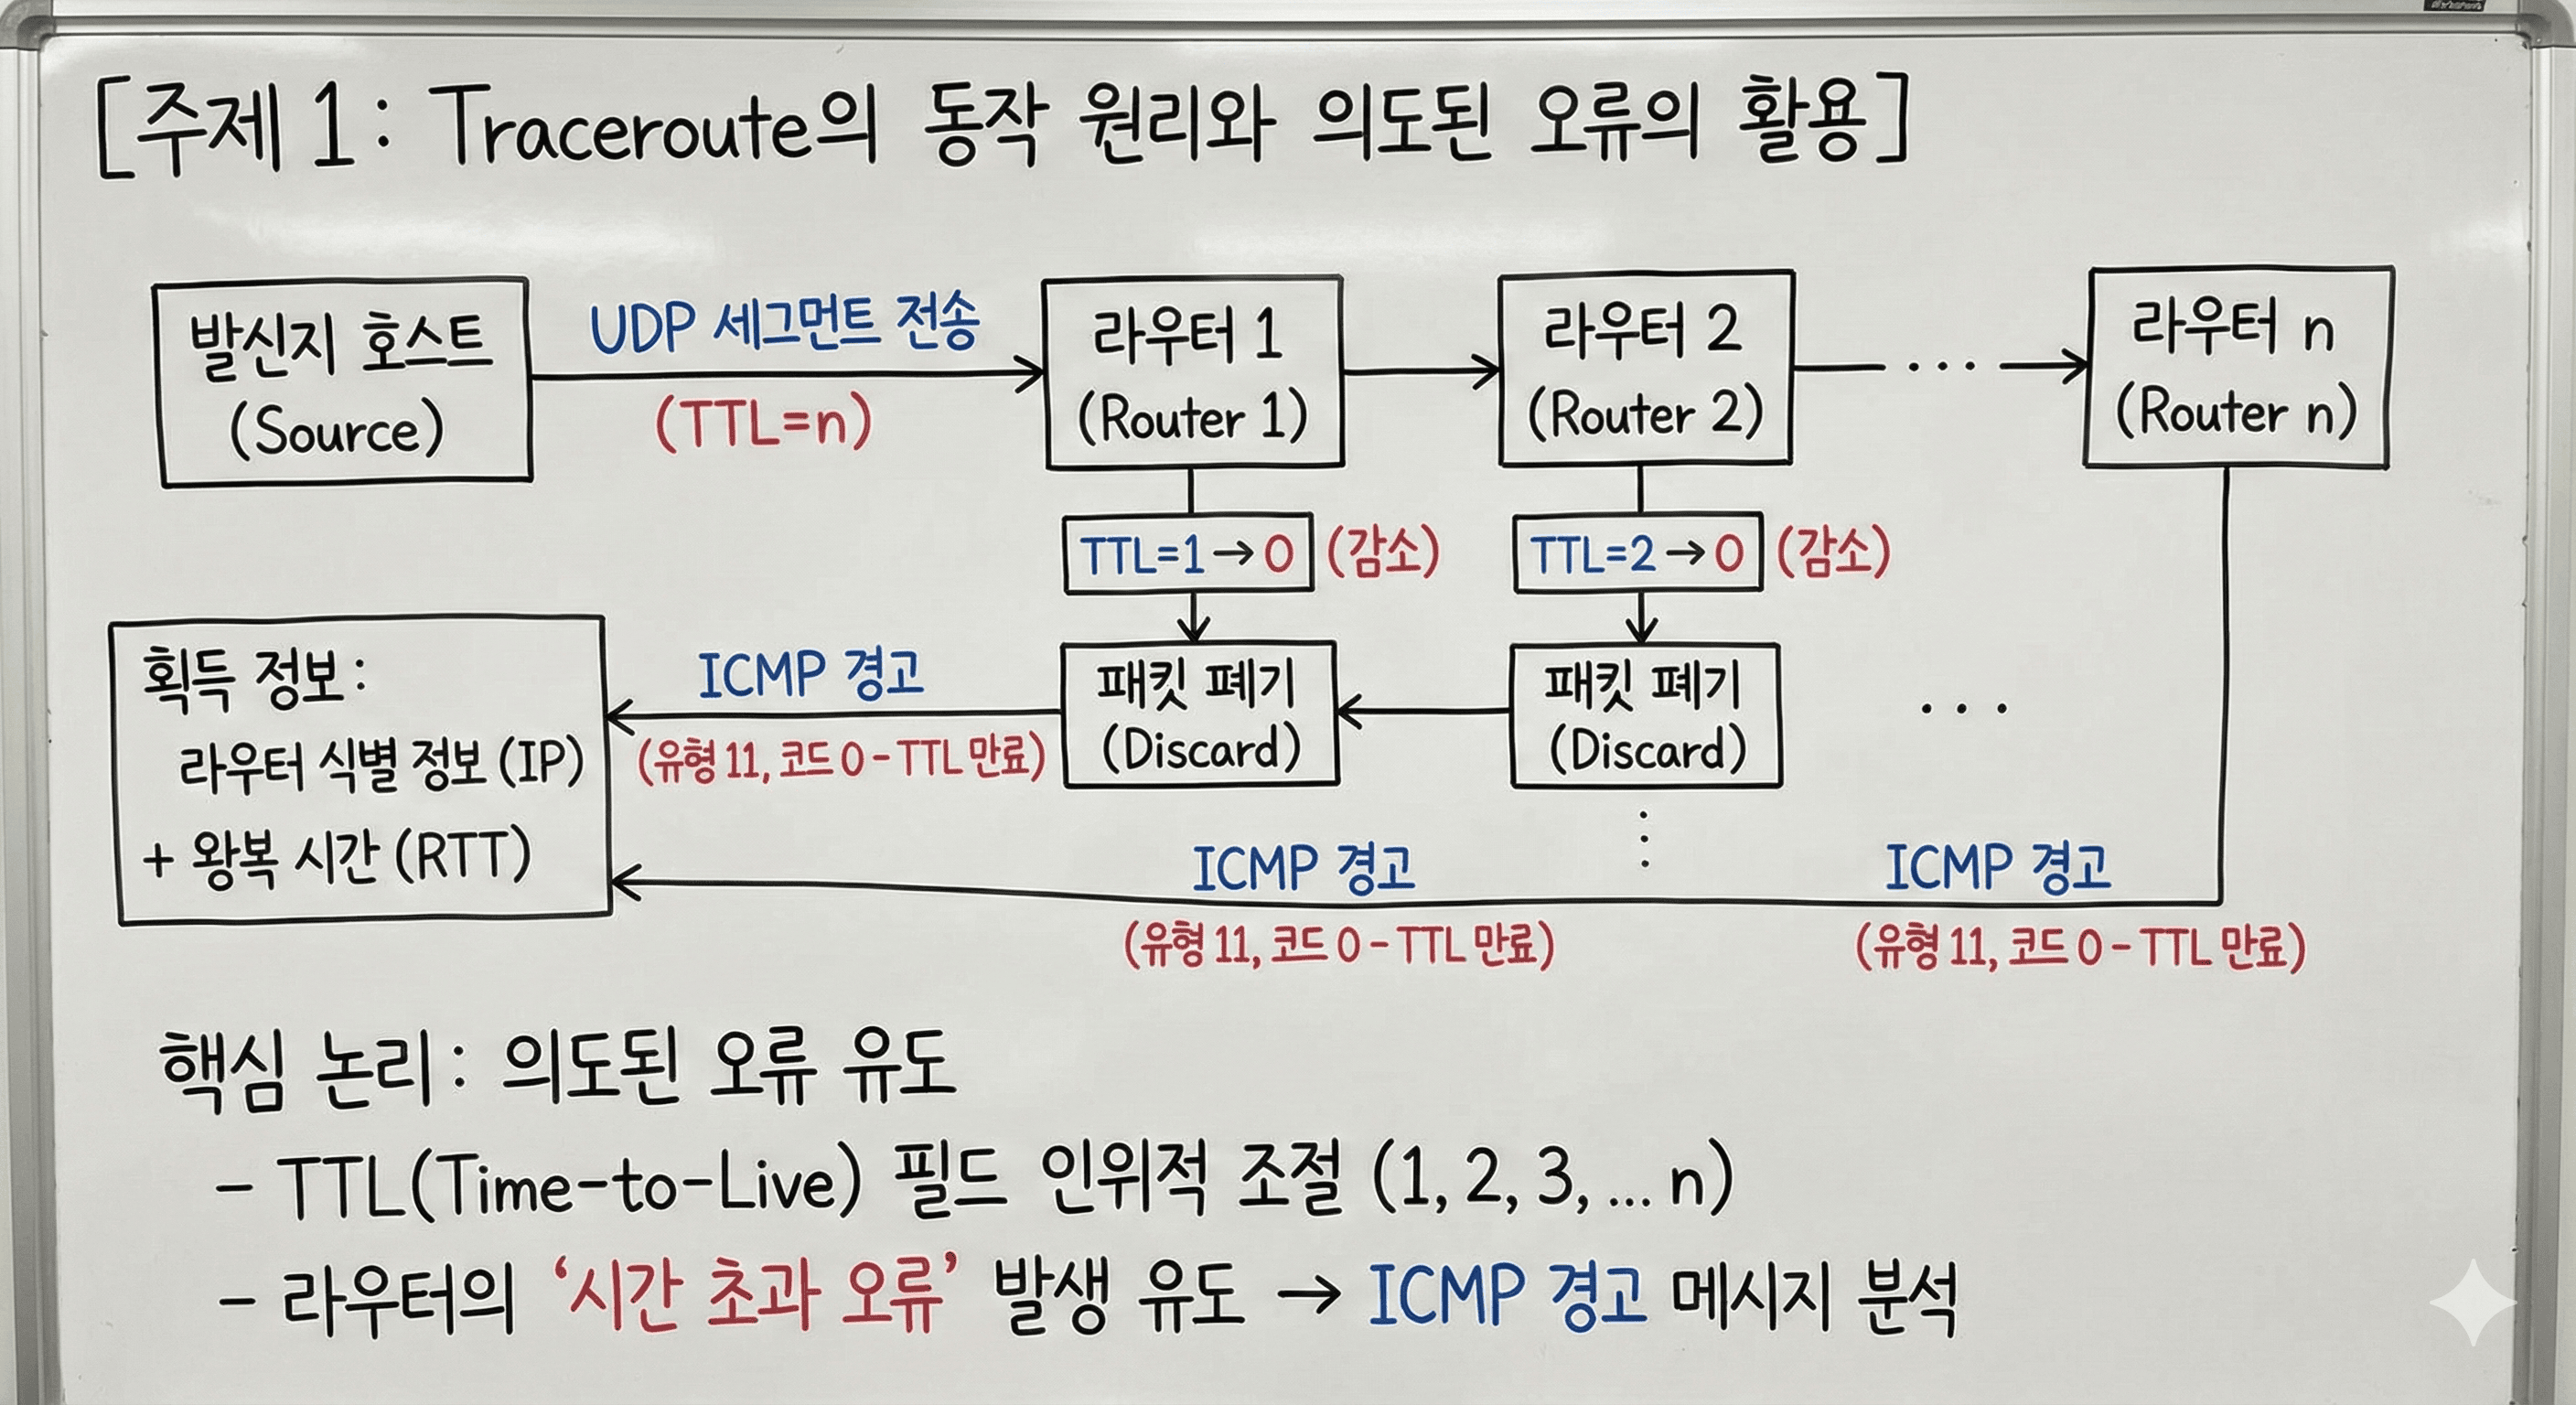 [주제 1: Traceroute의 동작 원리와 의도된 오류의 활용]
발신지 호스트
(Source)
UDP 세그먼트 전송
(TTL=n)
라우터 1
(Router 1)
라우터 2
(Router 2)
...
라우터 n
(Router n)
TTL=1→0 (감소)
TTL=2→0 (감소)
획득 정보:
라우터 식별 정보 (IP)
+ 왕복 시간 (RTT)
ICMP 경고
(유형 11, 코드 0 - TTL 만료)
패킷 폐기
(Discard)
패킷 폐기
(Discard)
...
ICMP 경고
(유형 11, 코드 0 - TTL 만료)
ICMP 경고
(유형 11, 코드 0 - TTL 만료)
핵심 논리: 의도된 오류 유도
- TTL(Time-to-Live) 필드 인위적 조절 (1, 2, 3, ... n)
- 라우터의 ‘시간 초과 오류’ 발생 유도 → ICMP 경고 메시지 분석